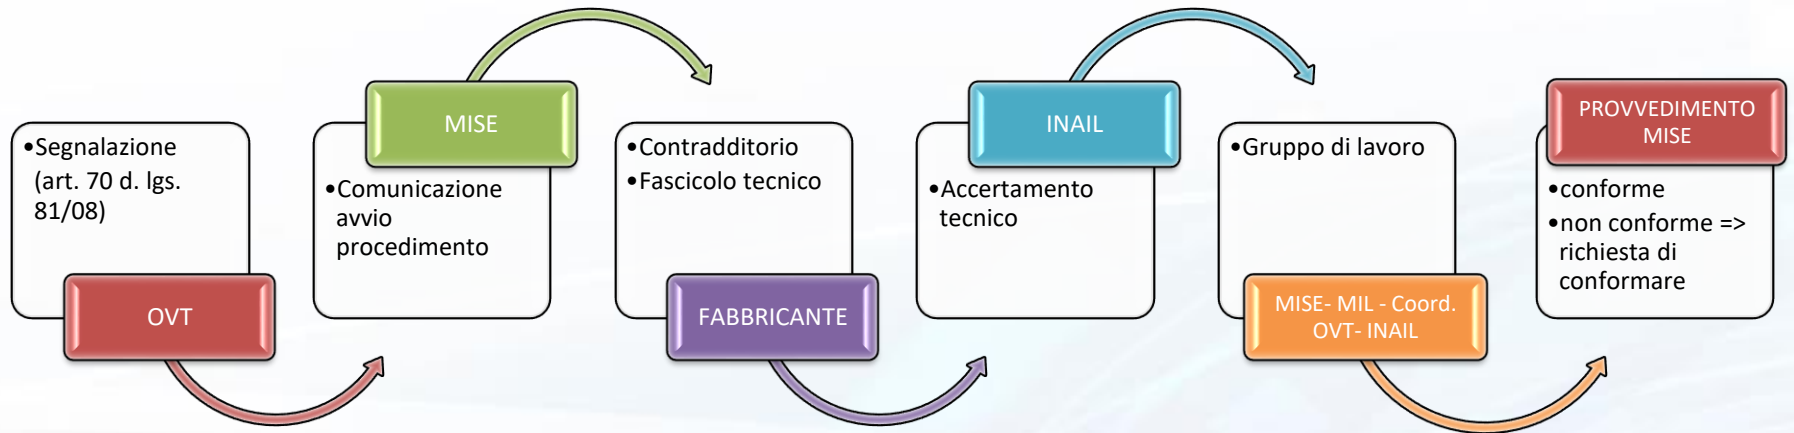 •Segnalazione
(art. 70 d. lgs.
81/08)
OVT
MISE
•Comunicazione
avvio
procedimento
•Contradditorio
•Fascicolo tecnico
FABBRICANTE
INAIL
•Accertamento
tecnico
•Gruppo di lavoro
MISE- MIL - Coord.
OVT- INAIL
PROVVEDIMENTO
MISE
•conforme
•non conforme =>
richiesta di
conformare